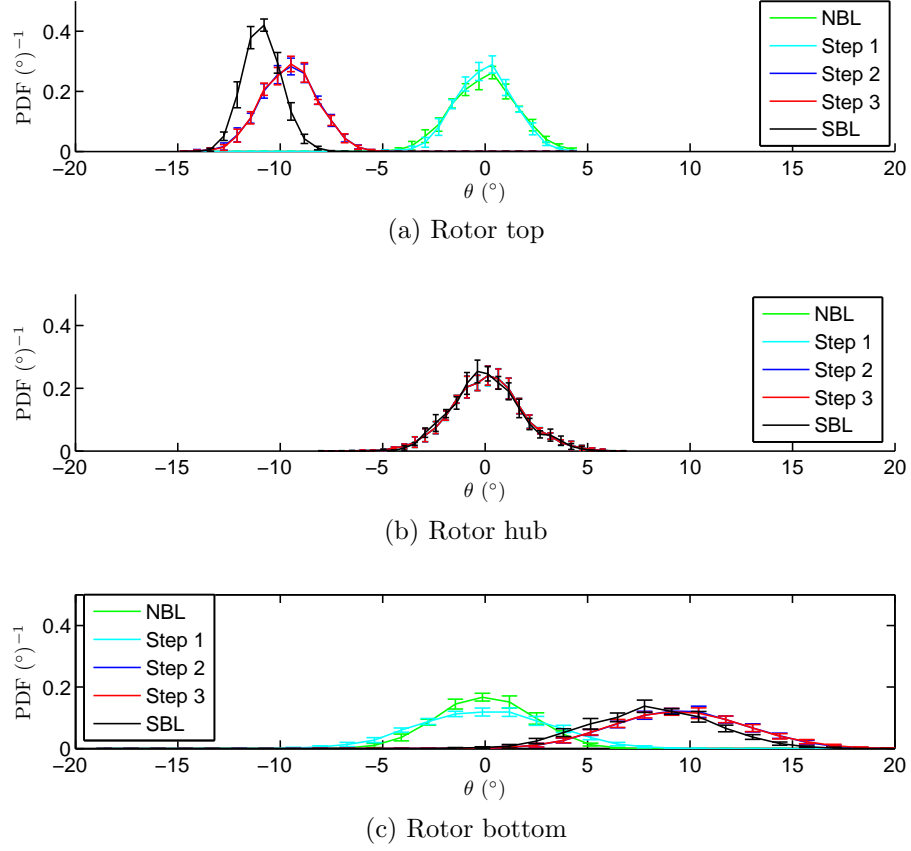 0.4
0.2
0
PDF (°)⁻¹
NBL
Step 1
Step 2
Step 3
SBL
−20 −15 −10 −5 0 5 10 15 20
θ (°)
(a) Rotor top
0.4
0.2
0
PDF (°)⁻¹
NBL
Step 1
Step 2
Step 3
SBL
−20 −15 −10 −5 0 5 10 15 20
θ (°)
(b) Rotor hub
0.4
0.2
0
PDF (°)⁻¹
NBL
Step 1
Step 2
Step 3
SBL
−20 −15 −10 −5 0 5 10 15 20
θ (°)
(c) Rotor bottom